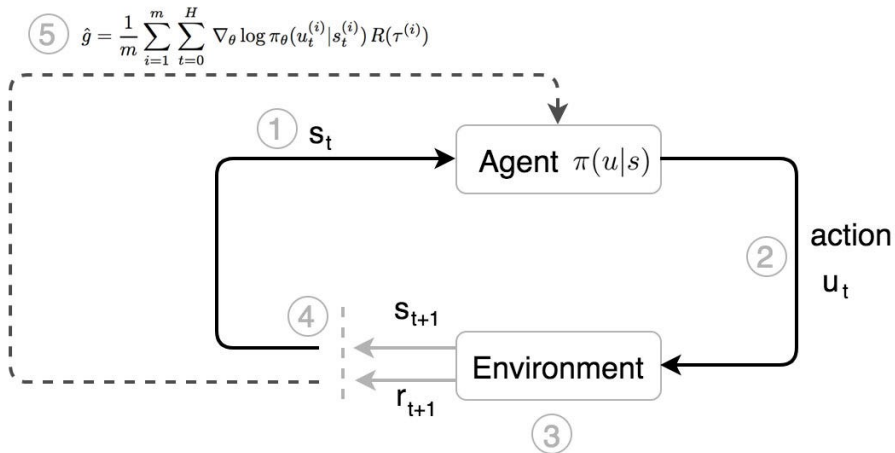 ⑤ ĝ = 1/m ∑_{i=1}^{m} ∑_{t=0}^{H} ∇_θ log π_θ(u_t^{(i)}|s_t^{(i)}) R(τ^{(i)})
① s_t
Agent π(u|s)
② action
u_t
④ s_{t+1}
Environment
r_{t+1}
③